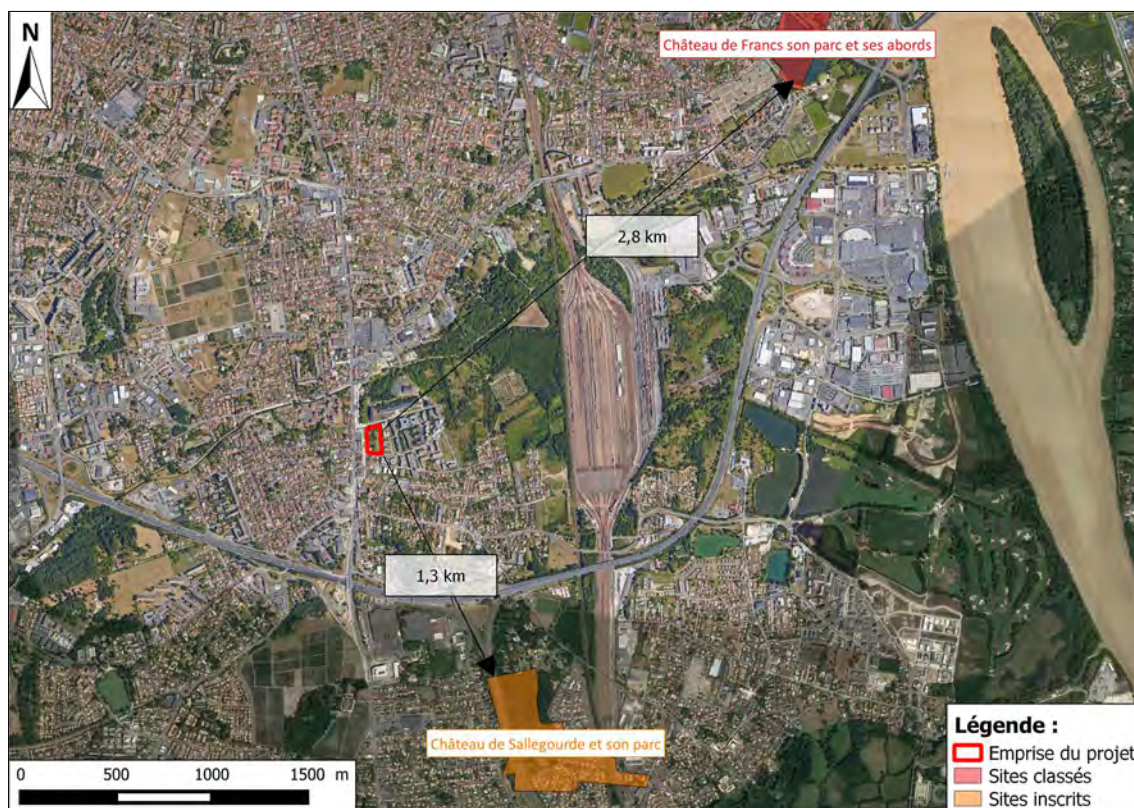 N
Château de Francs son parc et ses abords
2,8 km
1,3 km
Château de Sallegourde et son parc
0 500 1000 1500 m
Légende :
Emprise du projet
Sites classés
Sites inscrits